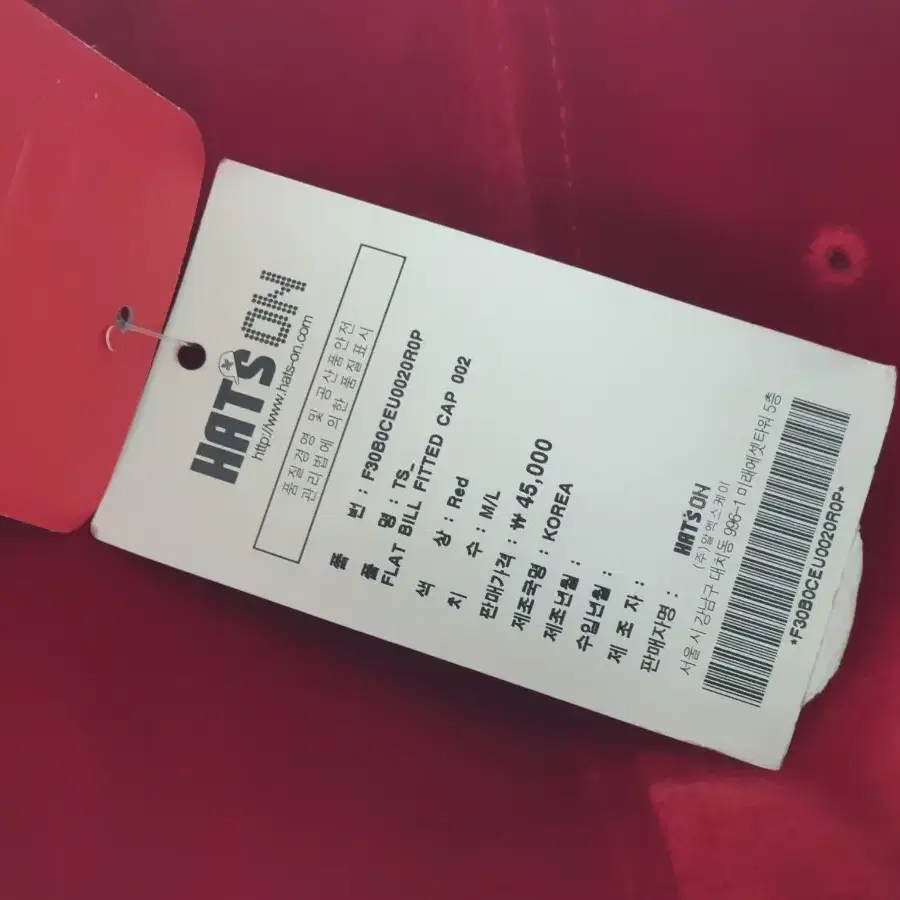 HAT'S ON
http://www.hats-on.com
품질경영 및 공산품안전
관리법에 의한 품질표시
품 번 : F30B0CEU0020R0P
품 명 : TS_
FLAT BILL FITTED CAP 002
색 상 : Red
치 수 : M/L
판매가격 : ₩ 45,000
제조국명 : KOREA
제조년월 :
수입년월 :
제 조 자 :
판매자명 : HAT'S ON
(주)알엑스케이
서울시 강남구 대치동 996-1 미래에셋타워 5층
*F30B0CEU0020R0P*